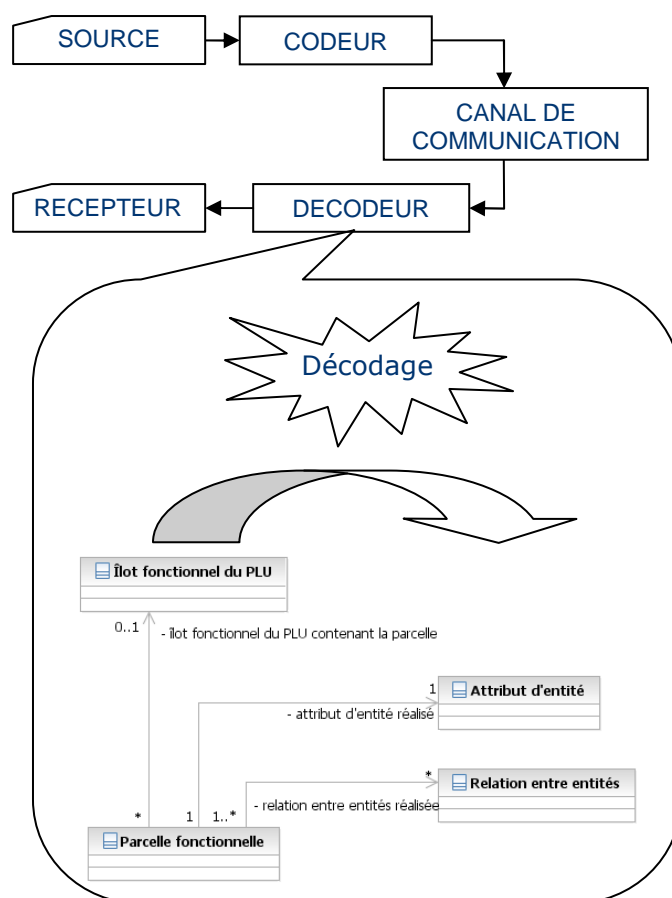 SOURCE
CODEUR
CANAL DE
COMMUNICATION
RECEPTEUR
DECODEUR
Décodage
Îlot fonctionnel du PLU
0..1
- îlot fonctionnel du PLU contenant la parcelle
1
Attribut d'entité
- attribut d'entité réalisé
*
Relation entre entités
- relation entre entités réalisée
*
1
1..*
Parcelle fonctionnelle